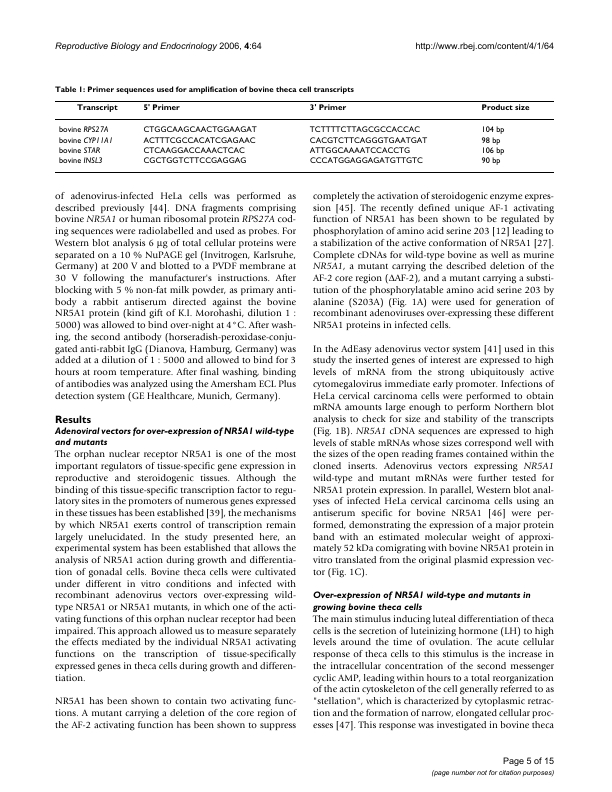 Reproductive Biology and Endocrinology 2006, 4:64
http://www.rbej.com/content/4/1/64
Table 1: Primer sequences used for amplification of bovine theca cell transcripts
Transcript 5' Primer 3' Primer Product size
bovine RPS27A CTGGCAAGCAACTGGAAGAT TCTTTTCTTAGCGCCACCAC 104 bp
bovine CYP11A1 ACTTTCGCCACATCGAGAAC CACGTCTTCAGGGTGAATGAT 98 bp
bovine STAR CTCAAGGACCAAACTCAC ATTGGCAAAATCCACCTG 106 bp
bovine INSL3 CGCTGGTCTTCCGAGGAG CCCATGGAGGAGATGTTGTC 90 bp
of adenovirus-infected HeLa cells was performed as
described previously [44]. DNA fragments comprising
bovine NR5A1 or human ribosomal protein RPS27A cod-
ing sequences were radiolabelled and used as probes. For
Western blot analysis 6 µg of total cellular proteins were
separated on a 10 % NuPAGE gel (Invitrogen, Karlsruhe,
Germany) at 200 V and blotted to a PVDF membrane at
30 V following the manufacturer's instructions. After
blocking with 5 % non-fat milk powder, as primary anti-
body a rabbit antiserum directed against the bovine
NR5A1 protein (kind gift of K.I. Morohashi, dilution 1 :
5000) was allowed to bind over-night at 4°C. After wash-
ing, the second antibody (horseradish-peroxidase-conju-
gated anti-rabbit IgG (Dianova, Hamburg, Germany) was
added at a dilution of 1 : 5000 and allowed to bind for 3
hours at room temperature. After final washing, binding
of antibodies was analyzed using the Amersham ECL Plus
detection system (GE Healthcare, Munich, Germany).
Results
Adenoviral vectors for over-expression of NR5A1 wild-type
and mutants
The orphan nuclear receptor NR5A1 is one of the most
important regulators of tissue-specific gene expression in
reproductive and steroidogenic tissues. Although the
binding of this tissue-specific transcription factor to regu-
latory sites in the promoters of numerous genes expressed
in these tissues has been established [39], the mechanisms
by which NR5A1 exerts control of transcription remain
largely unelucidated. In the study presented here, an
experimental system has been established that allows the
analysis of NR5A1 action during growth and differentia-
tion of gonadal cells. Bovine theca cells were cultivated
under different in vitro conditions and infected with
recombinant adenovirus vectors over-expressing wild-
type NR5A1 or NR5A1 mutants, in which one of the acti-
vating functions of this orphan nuclear receptor had been
impaired. This approach allowed us to measure separately
the effects mediated by the individual NR5A1 activating
functions on the transcription of tissue-specifically
expressed genes in theca cells during growth and differen-
tiation.
NR5A1 has been shown to contain two activating func-
tions. A mutant carrying a deletion of the core region of
the AF-2 activating function has been shown to suppress
completely the activation of steroidogenic enzyme expres-
sion [45]. The recently defined unique AF-1 activating
function of NR5A1 has been shown to be regulated by
phosphorylation of amino acid serine 203 [12] leading to
a stabilization of the active conformation of NR5A1 [27].
Complete cDNAs for wild-type bovine as well as murine
NR5A1, a mutant carrying the described deletion of the
AF-2 core region (ΔAF-2), and a mutant carrying a substi-
tution of the phosphorylatable amino acid serine 203 by
alanine (S203A) (Fig. 1A) were used for generation of
recombinant adenoviruses over-expressing these different
NR5A1 proteins in infected cells.
In the AdEasy adenovirus vector system [41] used in this
study the inserted genes of interest are expressed to high
levels of mRNA from the strong ubiquitously active
cytomegalovirus immediate early promoter. Infections of
HeLa cervical carcinoma cells were performed to obtain
mRNA amounts large enough to perform Northern blot
analysis to check for size and stability of the transcripts
(Fig. 1B). NR5A1 cDNA sequences are expressed to high
levels of stable mRNAs whose sizes correspond well with
the sizes of the open reading frames contained within the
cloned inserts. Adenovirus vectors expressing NR5A1
wild-type and mutant mRNAs were further tested for
NR5A1 protein expression. In parallel, Western blot anal-
yses of infected HeLa cervical carcinoma cells using an
antiserum specific for bovine NR5A1 [46] were per-
formed, demonstrating the expression of a major protein
band with an estimated molecular weight of approxi-
mately 52 kDa comigrating with bovine NR5A1 protein in
vitro translated from the original plasmid expression vec-
tor (Fig. 1C).
Over-expression of NR5A1 wild-type and mutants in
growing bovine theca cells
The main stimulus inducing luteal differentiation of theca
cells is the secretion of luteinizing hormone (LH) to high
levels around the time of ovulation. The acute cellular
response of theca cells to this stimulus is the increase in
the intracellular concentration of the second messenger
cyclic AMP, leading within hours to a total reorganization
of the actin cytoskeleton of the cell generally referred to as
"stellation", which is characterized by cytoplasmic retrac-
tion and the formation of narrow, elongated cellular proc-
esses [47]. This response was investigated in bovine theca
Page 5 of 15
(page number not for citation purposes)